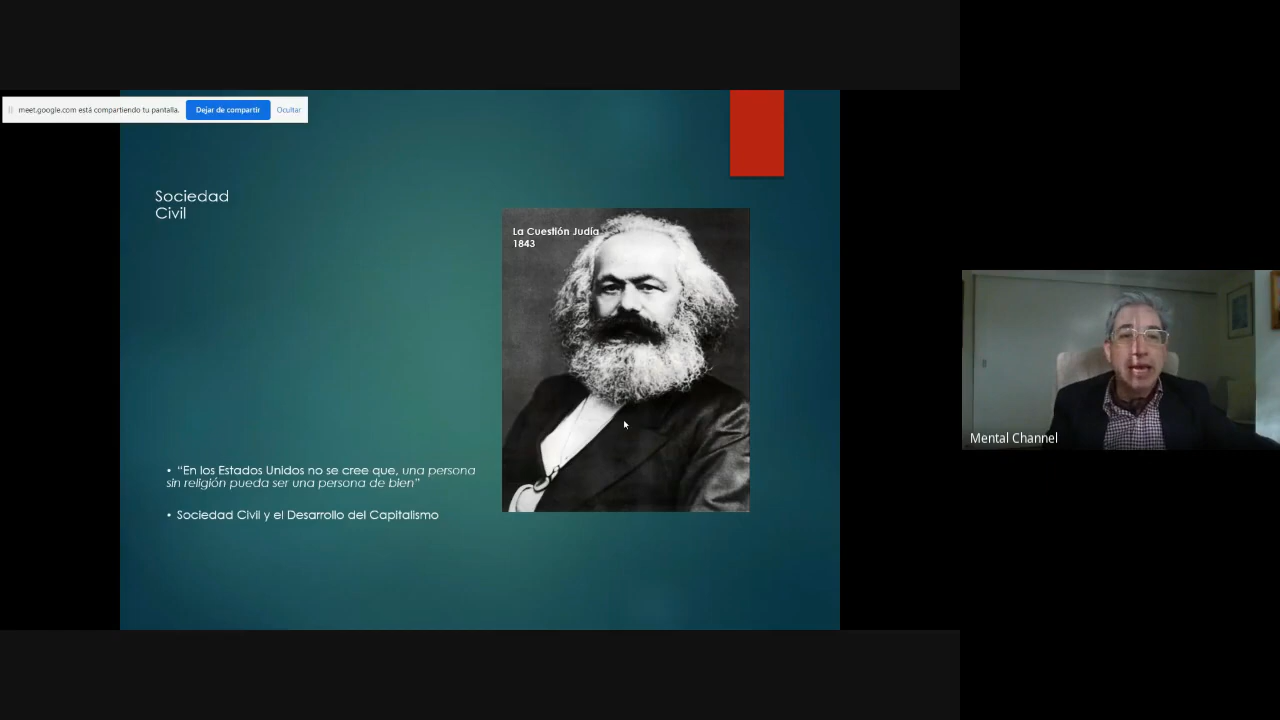 meet.google.com está compartiendo tu pantalla.
Dejar de compartir
Ocultar
Sociedad
Civil
La Cuestión Judía
1843
• “En los Estados Unidos no se cree que, una persona
sin religión pueda ser una persona de bien”
• Sociedad Civil y el Desarrollo del Capitalismo
Mental Channel